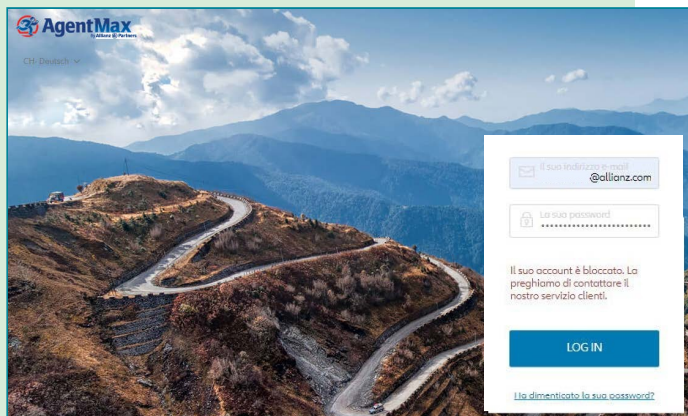 AgentMax
by Allianz Partners
CH- Deutsch
Il suo indirizzo e-mail
@allianz.com
La sua password
Il suo account è bloccato. La
preghiamo di contattare il
nostro servizio clienti.
LOG IN
Ha dimenticato la sua password?